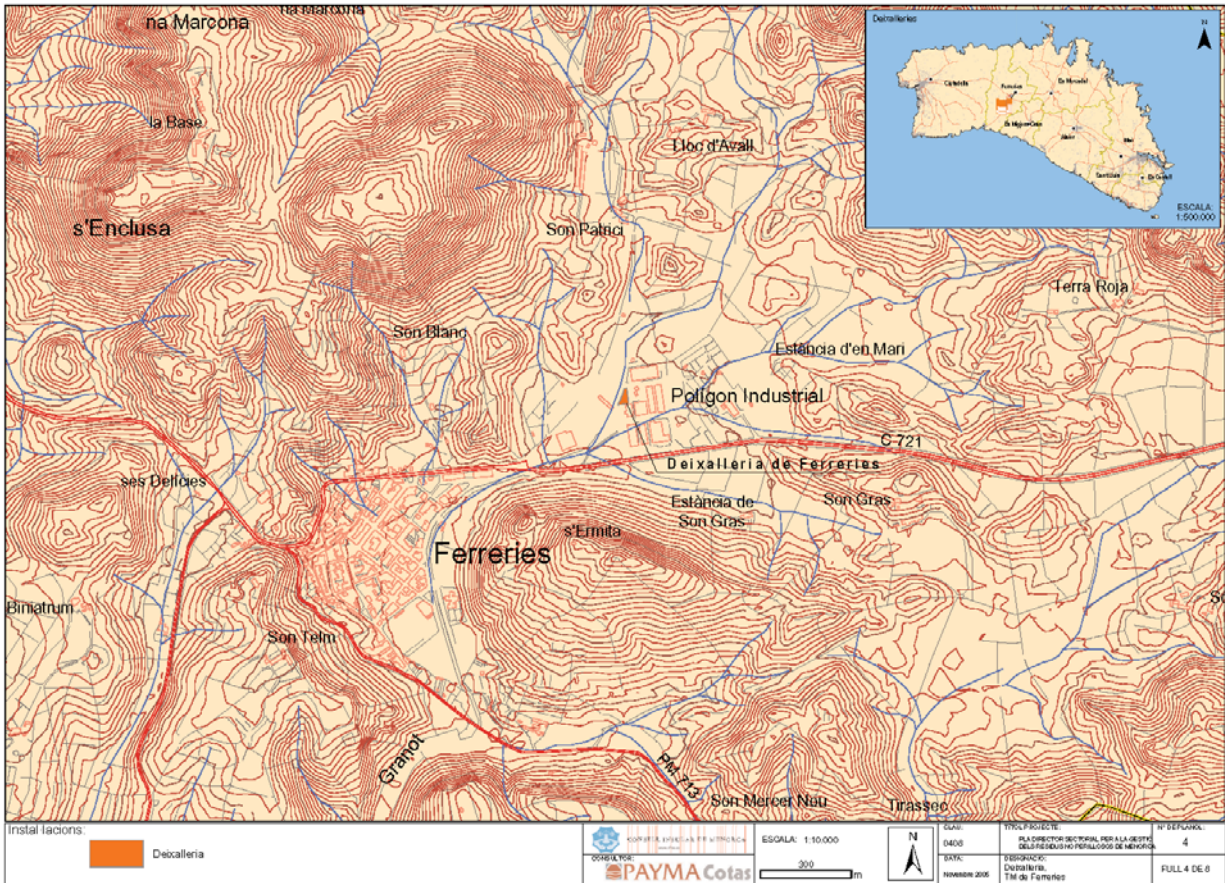 na Marcona
na Marcona
la Base
s'Enclusa
Lloc d'Avall
Son Patrici
Son Blanc
Terra Roja
Estància d'en Mari
Polígon Industrial
C 721
Deixalleria de Ferreries
ses Delícies
Estància de
Son Gras
Son Gras
s'Ermita
Ferreries
Biniatrum
Son Telm
Granot
PM 713
Son Mercer Nou
Tirassec
Deixalleries
N
Ciutadella
Ferreries
Es Mercadal
Es Migjorn Gran
Alaior
Maó
Sant Lluís
Es Castell
ESCALA:
1:500.000
Instal·lacions:
Deixalleria
CONSELL INSULAR DE MENORCA
CONSULTOR:
PAYMA Cotas
ESCALA: 1:10.000
300
m
N
CLAU:
0408
DATA:
Novembre 2005
TÍTOL PROJECTE:
PLA DIRECTOR SECTORIAL PER A LA GESTIÓ
DELS RESIDUS NO PERILLOSOS DE MENORCA
DESIGNACIÓ:
Deixalleria,
TM de Ferreries
Nº DE PLÀNOL:
4
FULL 4 DE 8